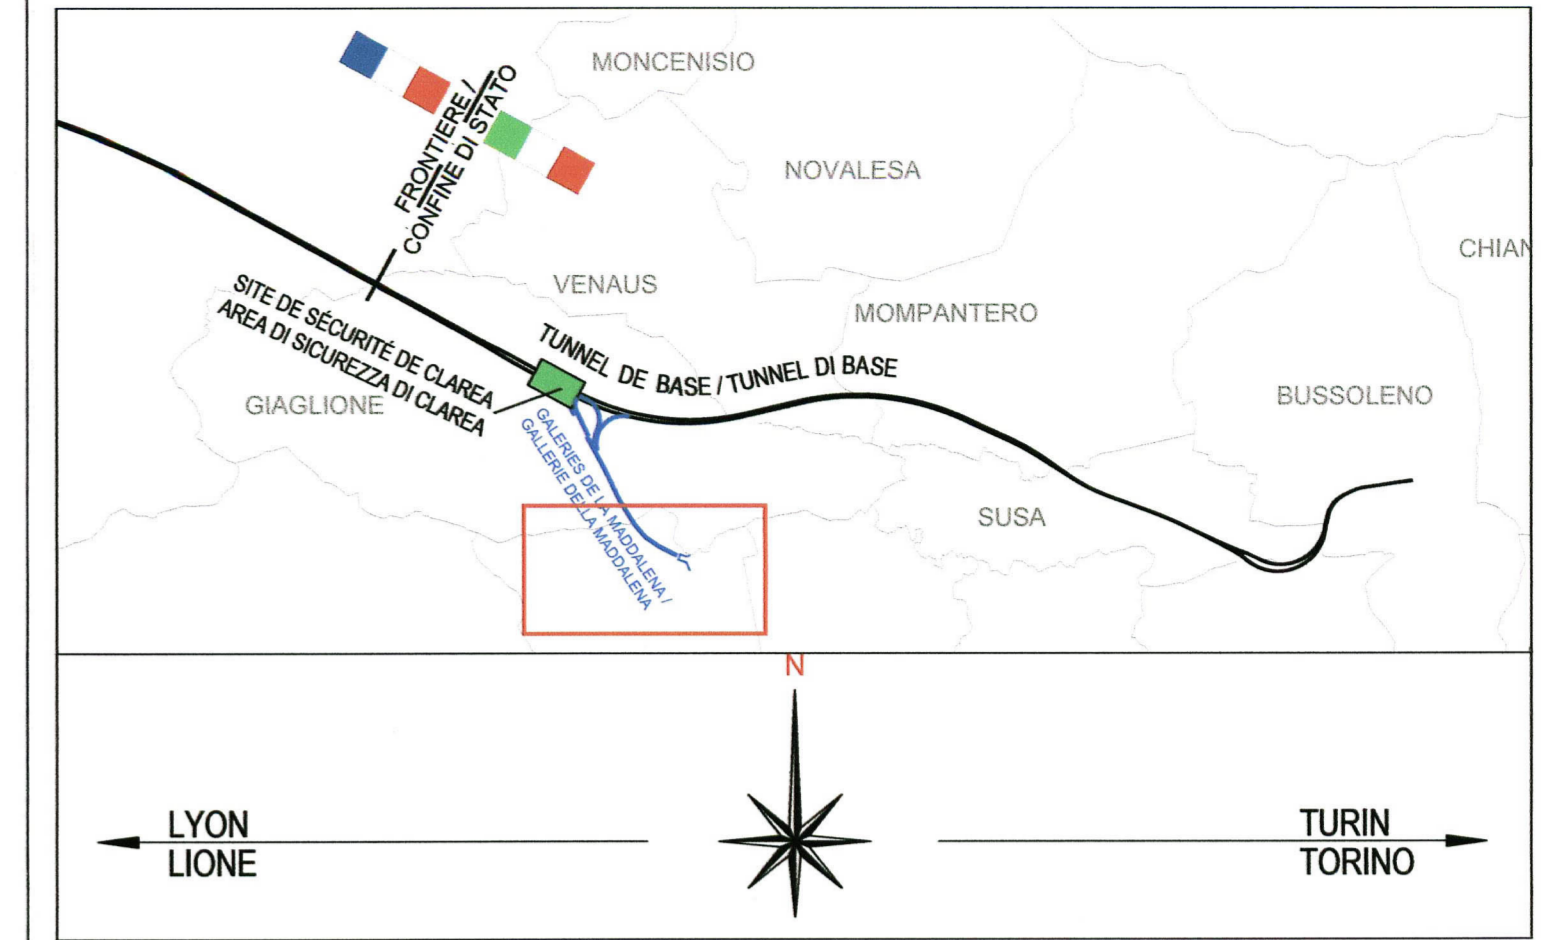 MONCENISIO
FRONTIERE /
CONFINE DI STATO
NOVALESA
CHIAN
VENAUS
MOMPANTERO
SITE DE SÉCURITÉ DE CLAREA
AREA DI SICUREZZA DI CLAREA
TUNNEL DE BASE / TUNNEL DI BASE
GIAGLIONE
BUSSOLENO
GALERIES DE LA MADDALENA /
GALLERIE DELLA MADDALENA
SUSA
N
LYON
LIONE
TURIN
TORINO